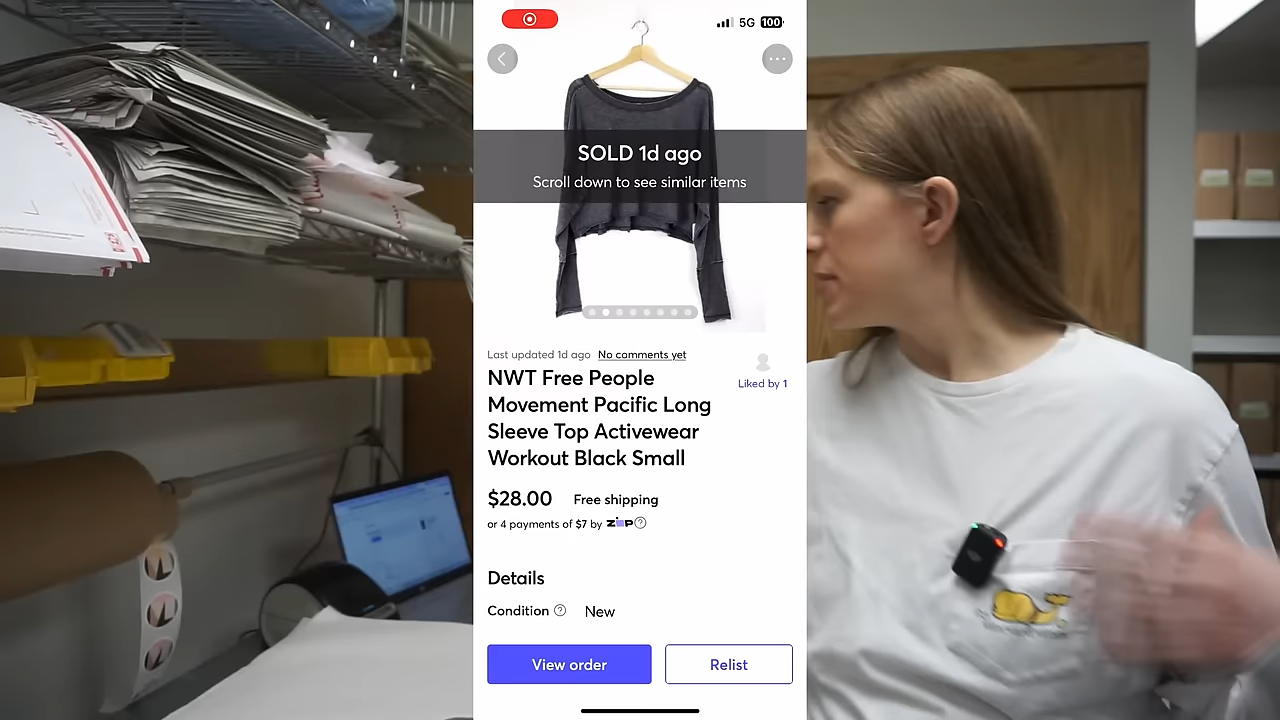 5G 100
SOLD 1d ago
Scroll down to see similar items
Last updated 1d ago No comments yet
Liked by 1
NWT Free People
Movement Pacific Long
Sleeve Top Activewear
Workout Black Small
$28.00 Free shipping
or 4 payments of $7 by ZIP
Details
Condition New
View order
Relist